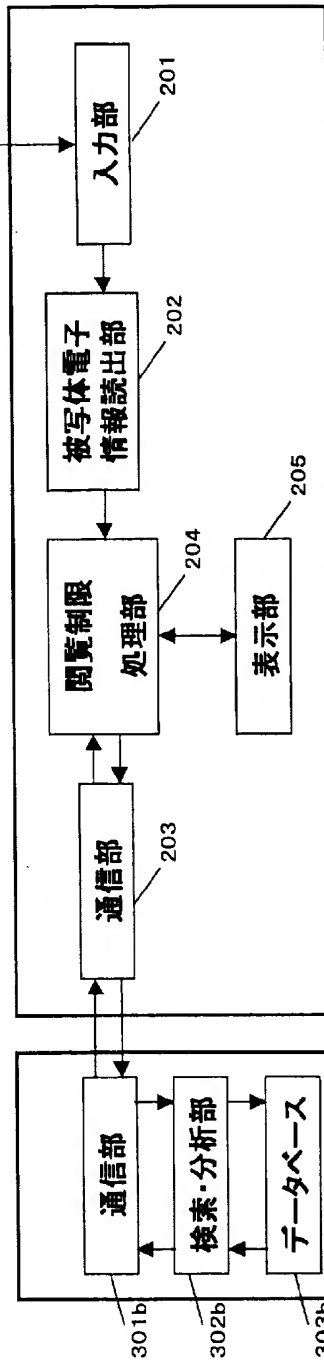 通信部
301b
検索・分析部
302b
データベース
303b
通信部
203
閲覧制限
処理部
204
被写体電子
情報読出部
202
入力部
201
表示部
205